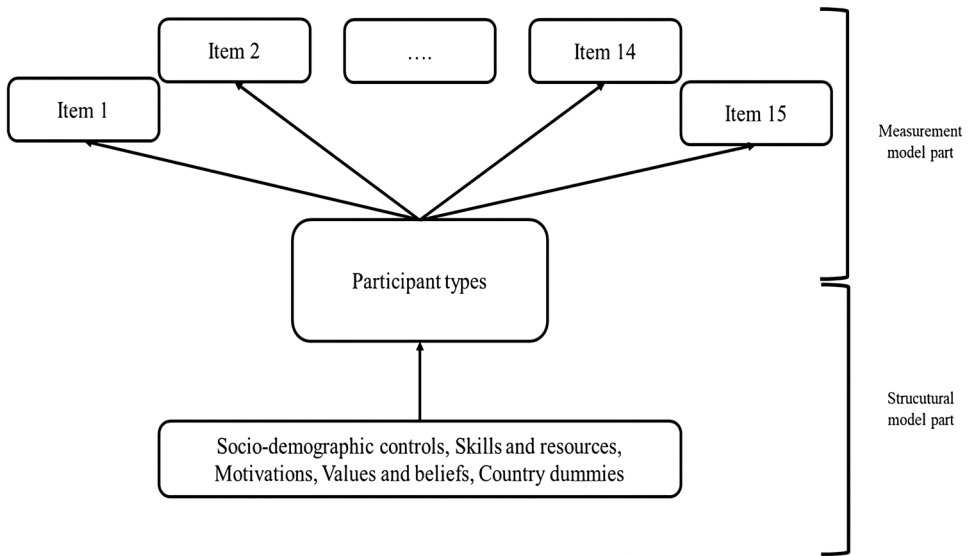 Item 1
Item 2
….
Item 14
Item 15
Measurement
model part
Participant types
Strucutural
model part
Socio-demographic controls, Skills and resources,
Motivations, Values and beliefs, Country dummies